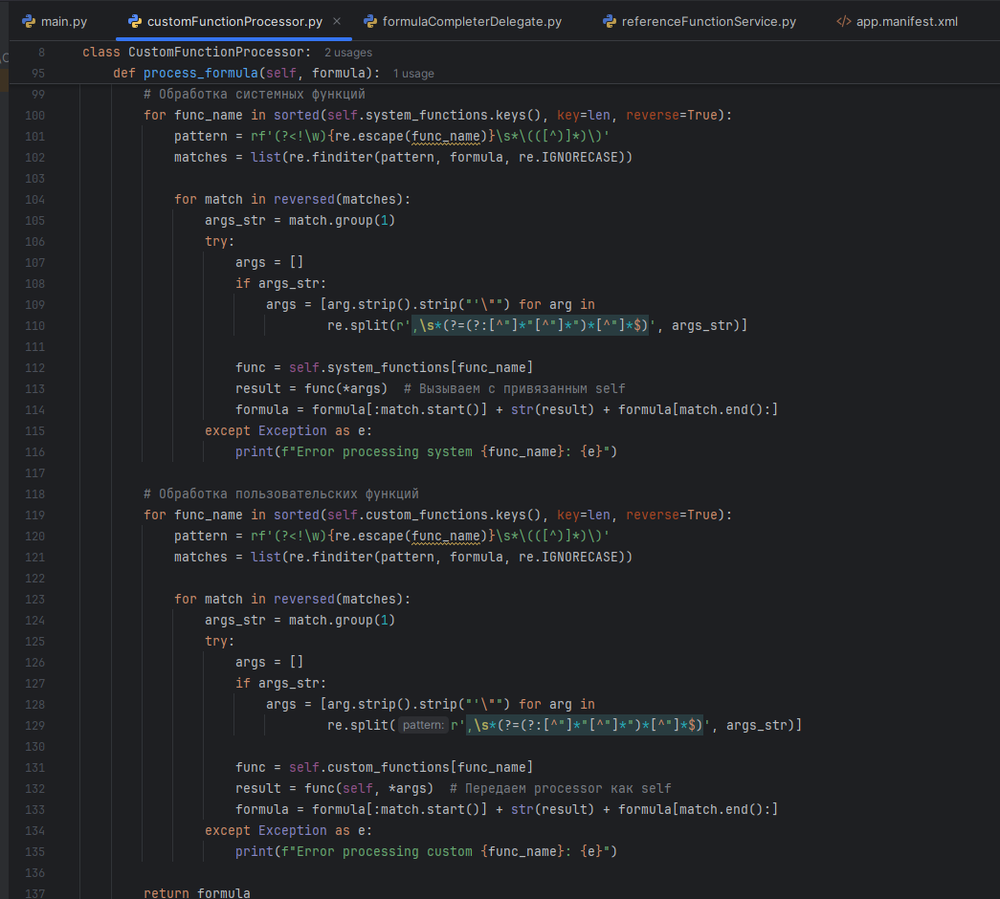 main.py customFunctionProcessor.py × formulaCompleterDelegate.py referenceFunctionService.py </> app.manifest.xml
8 class CustomFunctionProcessor: 2 usages
95 def process_formula(self, formula): 1 usage
99 # Обработка системных функций
100 for func_name in sorted(self.system_functions.keys(), key=len, reverse=True):
101 pattern = rf'(?<!\w){re.escape(func_name)}\s*\(([^)]*)\)'
102 matches = list(re.finditer(pattern, formula, re.IGNORECASE))
103
104 for match in reversed(matches):
105 args_str = match.group(1)
106 try:
107 args = []
108 if args_str:
109 args = [arg.strip().strip("'\"") for arg in
110 re.split(r',\s*(?=(?:[^"]*"[^"]*")*[^"]*$)', args_str)]
111
112 func = self.system_functions[func_name]
113 result = func(*args) # Вызываем с привязанным self
114 formula = formula[:match.start()] + str(result) + formula[match.end():]
115 except Exception as e:
116 print(f"Error processing system {func_name}: {e}")
117
118 # Обработка пользовательских функций
119 for func_name in sorted(self.custom_functions.keys(), key=len, reverse=True):
120 pattern = rf'(?<!\w){re.escape(func_name)}\s*\(([^)]*)\)'
121 matches = list(re.finditer(pattern, formula, re.IGNORECASE))
122
123 for match in reversed(matches):
124 args_str = match.group(1)
125 try:
126 args = []
127 if args_str:
128 args = [arg.strip().strip("'\"") for arg in
129 re.split( pattern: r',\s*(?=(?:[^"]*"[^"]*")*[^"]*$)', args_str)]
130
131 func = self.custom_functions[func_name]
132 result = func(self, *args) # Передаем processor как self
133 formula = formula[:match.start()] + str(result) + formula[match.end():]
134 except Exception as e:
135 print(f"Error processing custom {func_name}: {e}")
136
137 return formula